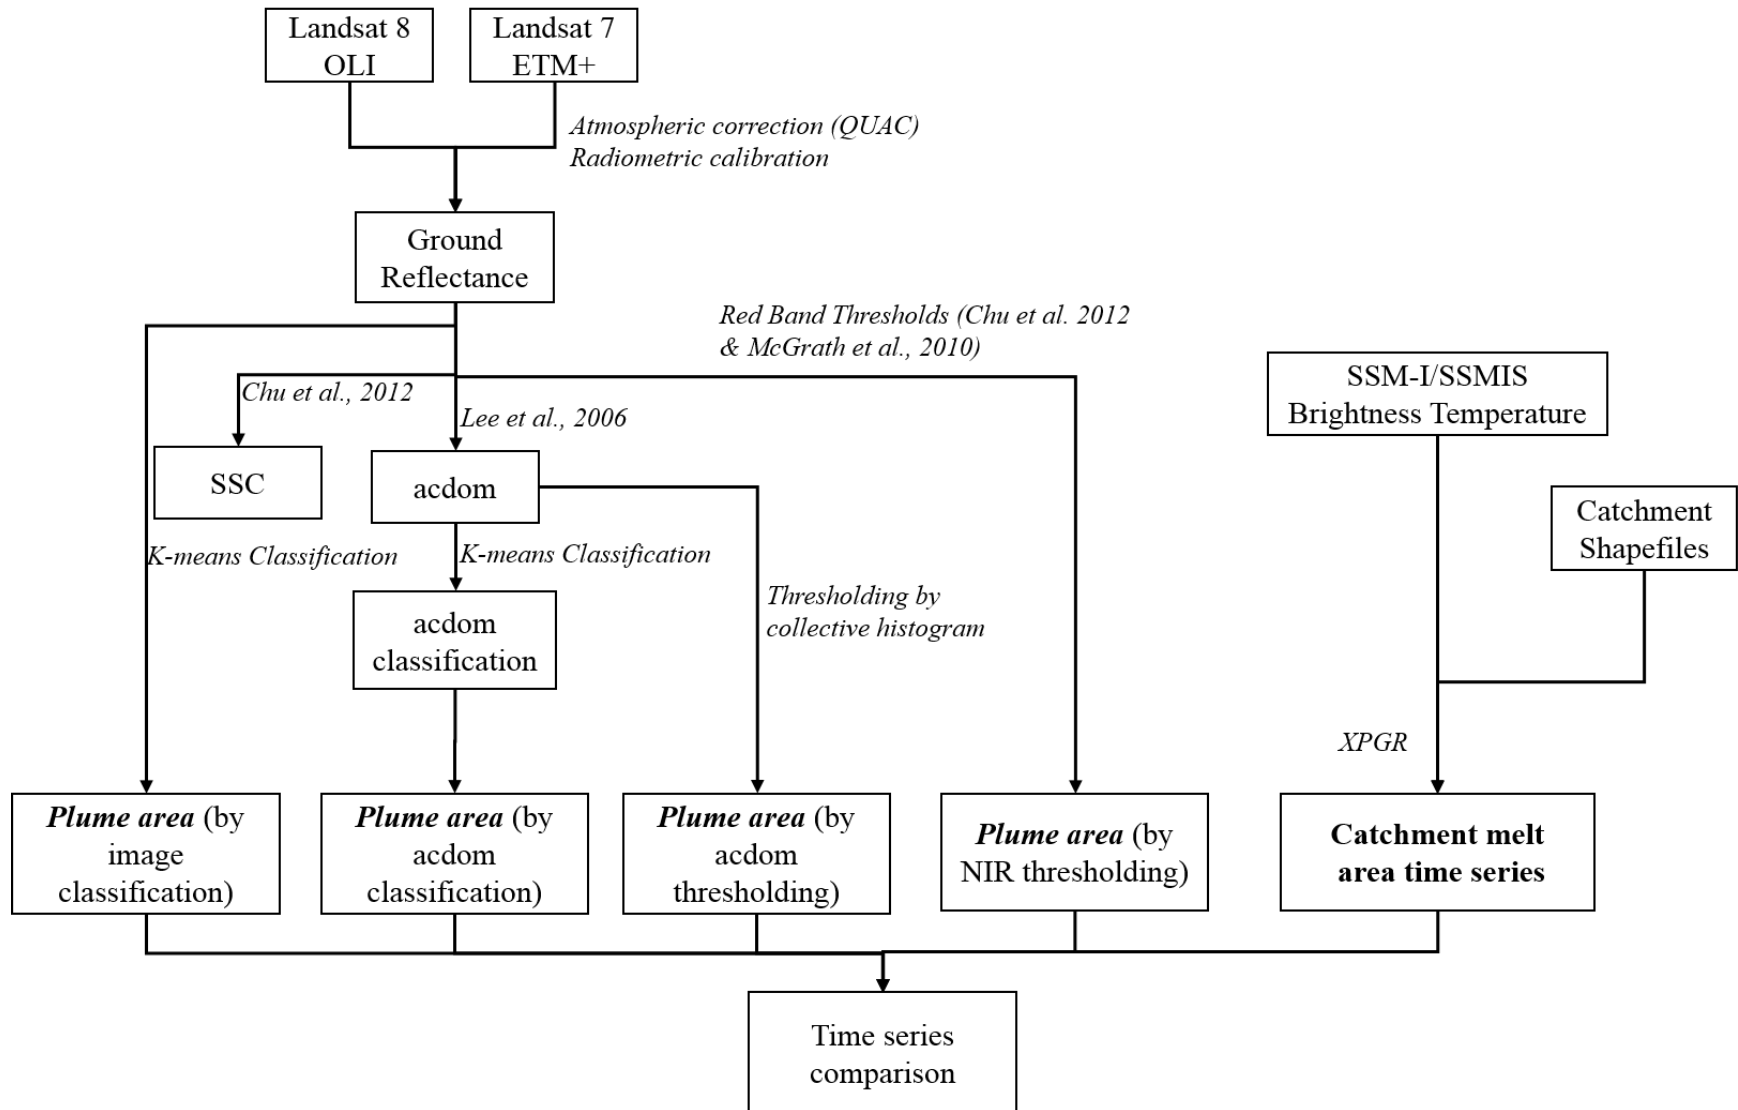 Landsat 8
OLI
Landsat 7
ETM+
Atmospheric correction (QUAC)
Radiometric calibration
Ground
Reflectance
Red Band Thresholds (Chu et al. 2012
& McGrath et al., 2010)
SSM-I/SSMIS
Brightness Temperature
Chu et al., 2012
Lee et al., 2006
SSC
acdom
Catchment
Shapefiles
K-means Classification
K-means Classification
Thresholding by
collective histogram
acdom
classification
XPGR
Plume area (by
image
classification)
Plume area (by
acdom
classification)
Plume area (by
acdom
thresholding)
Plume area (by
NIR thresholding)
Catchment melt
area time series
Time series
comparison